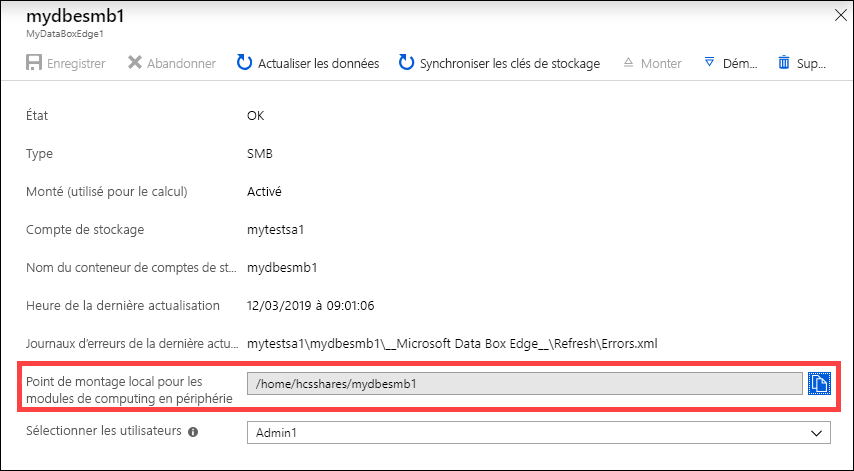 mydbesmb1
MyDataBoxEdge1
Enregistrer Abandonner Actualiser les données Synchroniser les clés de stockage Monter Dém... Sup...
État OK
Type SMB
Monté (utilisé pour le calcul) Activé
Compte de stockage mytestsa1
Nom du conteneur de comptes de st... mydbesmb1
Heure de la dernière actualisation 12/03/2019 à 09:01:06
Journaux d'erreurs de la dernière actu... mytestsa1\mydbesmb1\__Microsoft Data Box Edge__\Refresh\Errors.xml
Point de montage local pour les
modules de computing en périphérie
/home/hcsshares/mydbesmb1
Sélectionner les utilisateurs Admin1